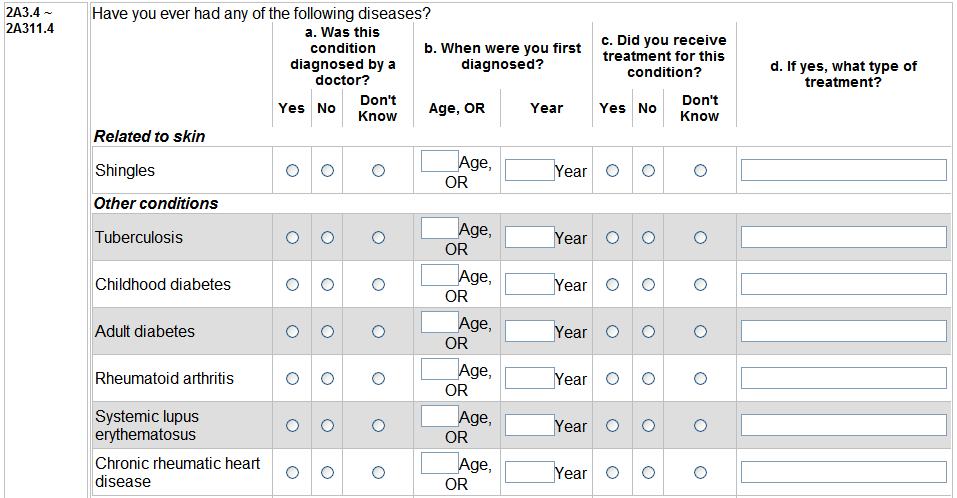 2A3.4 ~
2A311.4
Have you ever had any of the following diseases?
a. Was this
condition
diagnosed by a
doctor?
b. When were you first
diagnosed?
c. Did you receive
treatment for this
condition?
d. If yes, what type of
treatment?
Yes No Don't
Know
Age, OR Year
Yes No Don't
Know
Related to skin
Shingles Age,
OR Year
Other conditions
Tuberculosis Age,
OR Year
Childhood diabetes Age,
OR Year
Adult diabetes Age,
OR Year
Rheumatoid arthritis Age,
OR Year
Systemic lupus
erythematosus Age,
OR Year
Chronic rheumatic heart
disease Age,
OR Year